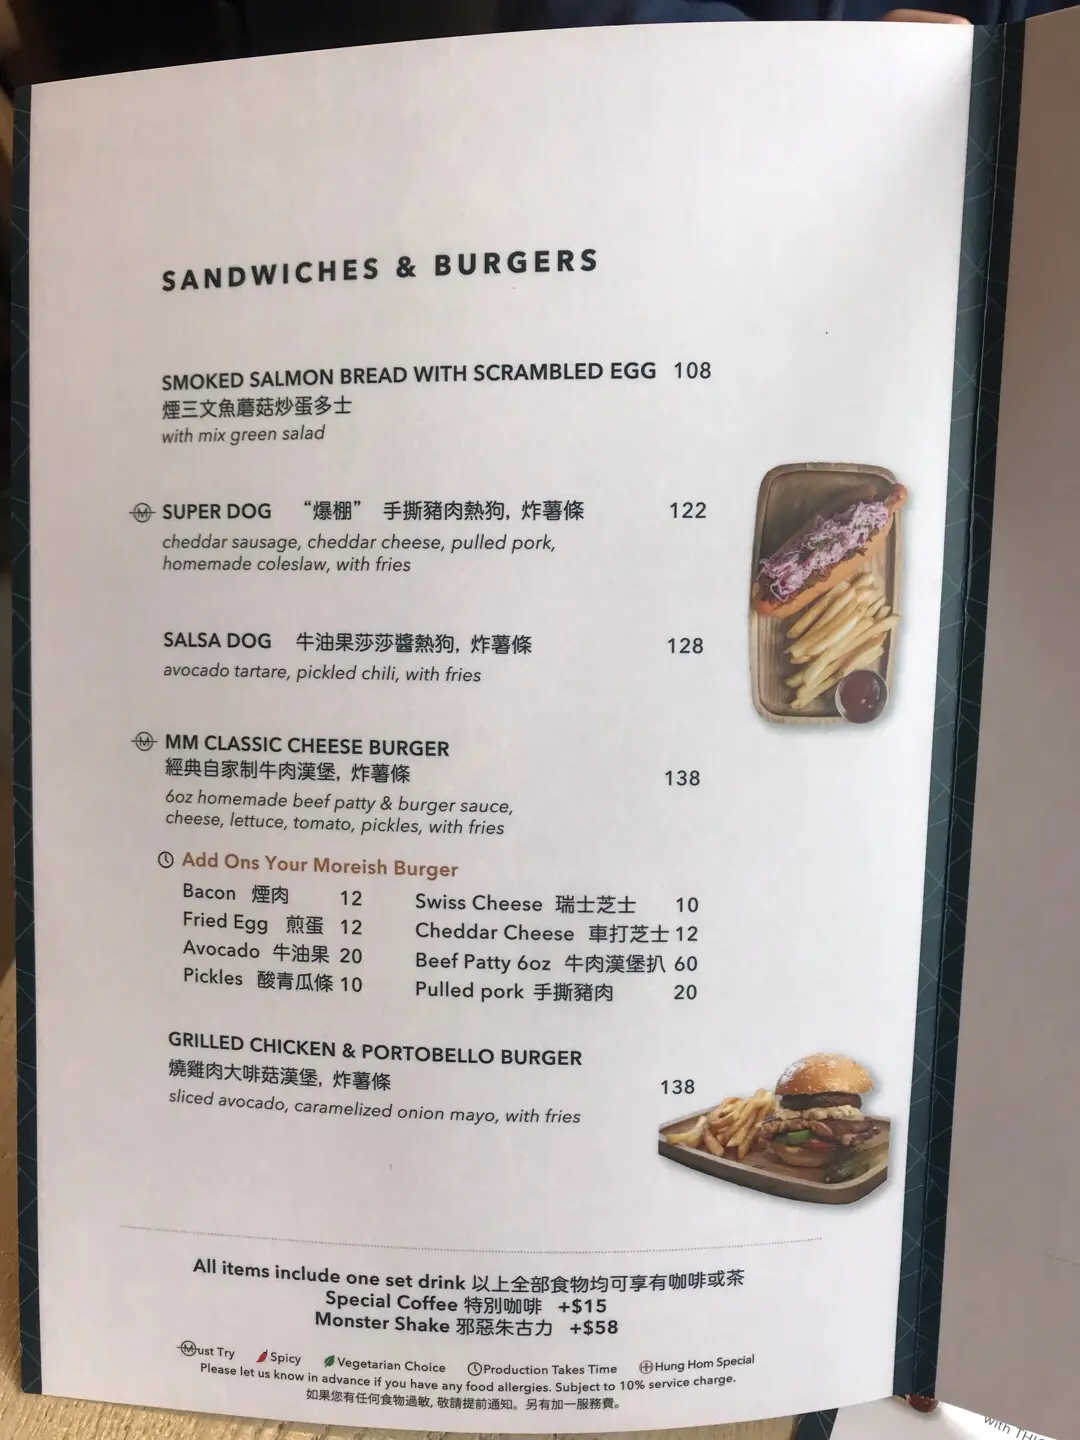 SANDWICHES & BURGERS
SMOKED SALMON BREAD WITH SCRAMBLED EGG 108
煙三文魚蘑菇炒蛋多士
with mix green salad
SUPER DOG “爆棚” 手撕豬肉熱狗, 炸薯條 122
cheddar sausage, cheddar cheese, pulled pork,
homemade coleslaw, with fries
SALSA DOG 牛油果莎莎醬熱狗, 炸薯條 128
avocado tartare, pickled chili, with fries
MM CLASSIC CHEESE BURGER
經典自家制牛肉漢堡, 炸薯條 138
6oz homemade beef patty & burger sauce,
cheese, lettuce, tomato, pickles, with fries
Add Ons Your Moreish Burger
Bacon 煙肉 12
Fried Egg 煎蛋 12
Avocado 牛油果 20
Pickles 酸青瓜條 10
Swiss Cheese 瑞士芝士 10
Cheddar Cheese 車打芝士 12
Beef Patty 6oz 牛肉漢堡扒 60
Pulled pork 手撕豬肉 20
GRILLED CHICKEN & PORTOBELLO BURGER
燒雞肉大啡菇漢堡, 炸薯條 138
sliced avocado, caramelized onion mayo, with fries
All items include one set drink 以上全部食物均可享有咖啡或茶
Special Coffee 特別咖啡 +$15
Monster Shake 邪惡朱古力 +$58
Must Try Spicy Vegetarian Choice Production Takes Time Hung Hom Special
Please let us know in advance if you have any food allergies. Subject to 10% service charge.
如果您有任何食物過敏, 敬請提前通知。另有加一服務費。